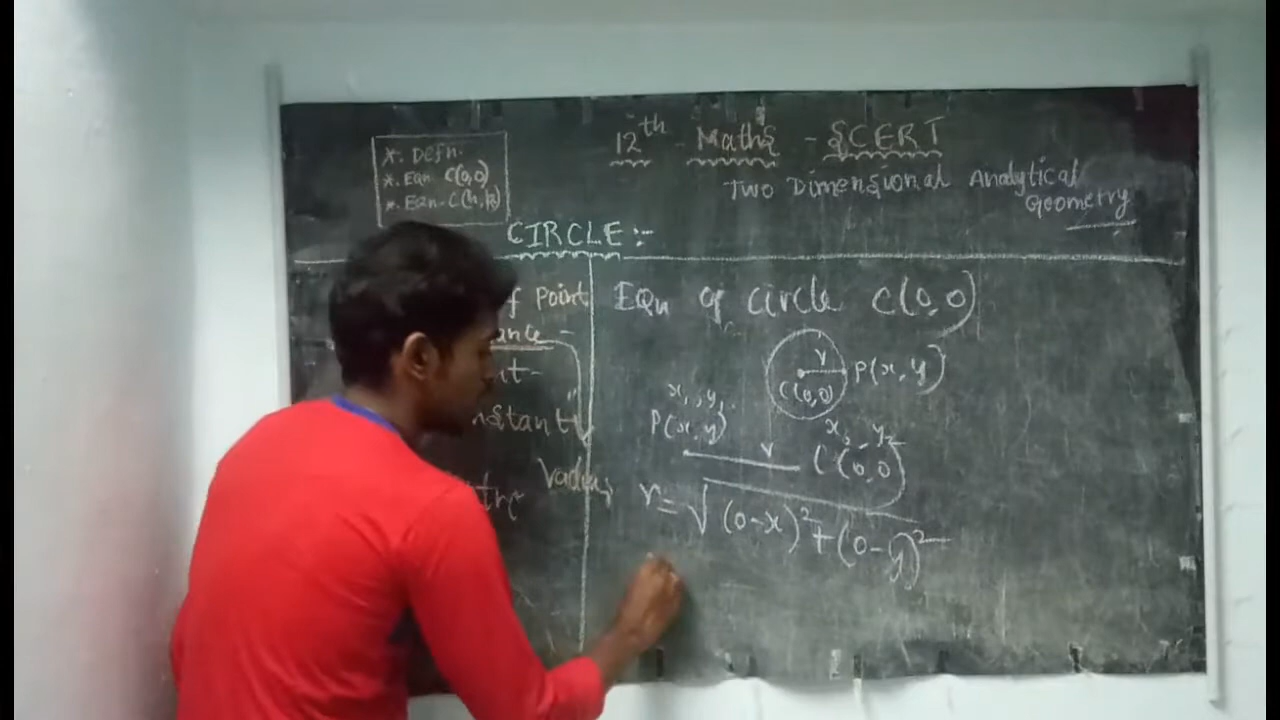 *. Defn.
*. Eqn C(0,0)
*. Eqn-C(h,k)
12th Maths - SCERT
Two Dimensional Analytical
Geometry
CIRCLE:-
of Point
Eqn of circle C(0,0)
r
P(x,y)
C(0,0)
x1, y1
P(x,y)
r
x2, y2
C(0,0)
radius
r = √(0-x)²+(0-y)²